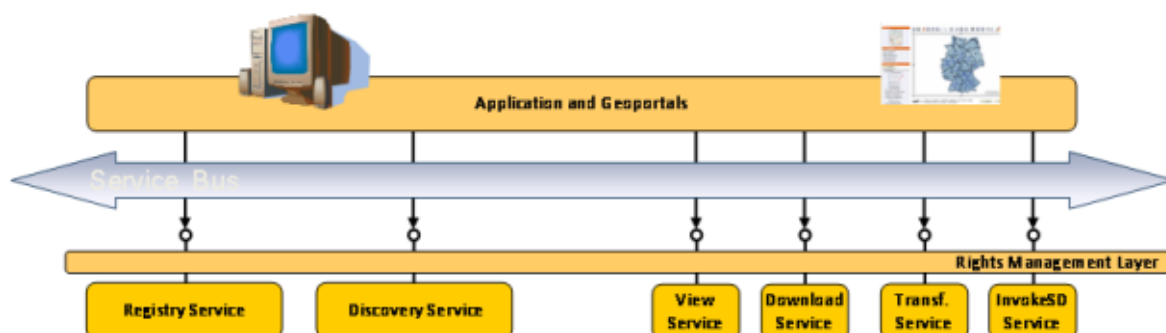 Application and Geoportals
Service Bus
Rights Management Layer
Registry Service
Discovery Service
View
Service
Download
Service
Transf.
Service
InvokeSD
Service